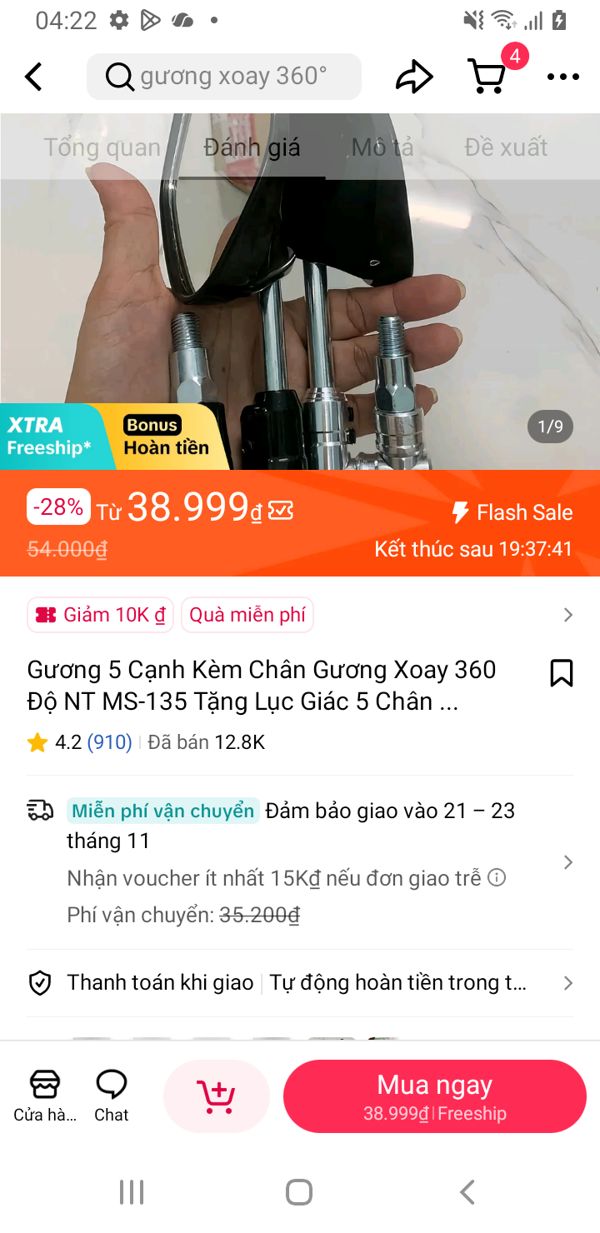 04:22
gương xoay 360°
4
Tổng quan Đánh giá Mô tả Đề xuất
XTRA
Freeship*
Bonus
Hoàn tiền
1/9
-28% Từ 38.999₫
Flash Sale
54.000₫
Kết thúc sau 19:37:41
Giảm 10K ₫ Quà miễn phí
Gương 5 Cạnh Kèm Chân Gương Xoay 360
Độ NT MS-135 Tặng Lục Giác 5 Chân ...
4.2 (910) Đã bán 12.8K
Miễn phí vận chuyển Đảm bảo giao vào 21 – 23
tháng 11
Nhận voucher ít nhất 15K₫ nếu đơn giao trễ
Phí vận chuyển: 35.200₫
Thanh toán khi giao Tự động hoàn tiền trong t...
Cửa hà... Chat
Mua ngay
38.999₫ Freeship